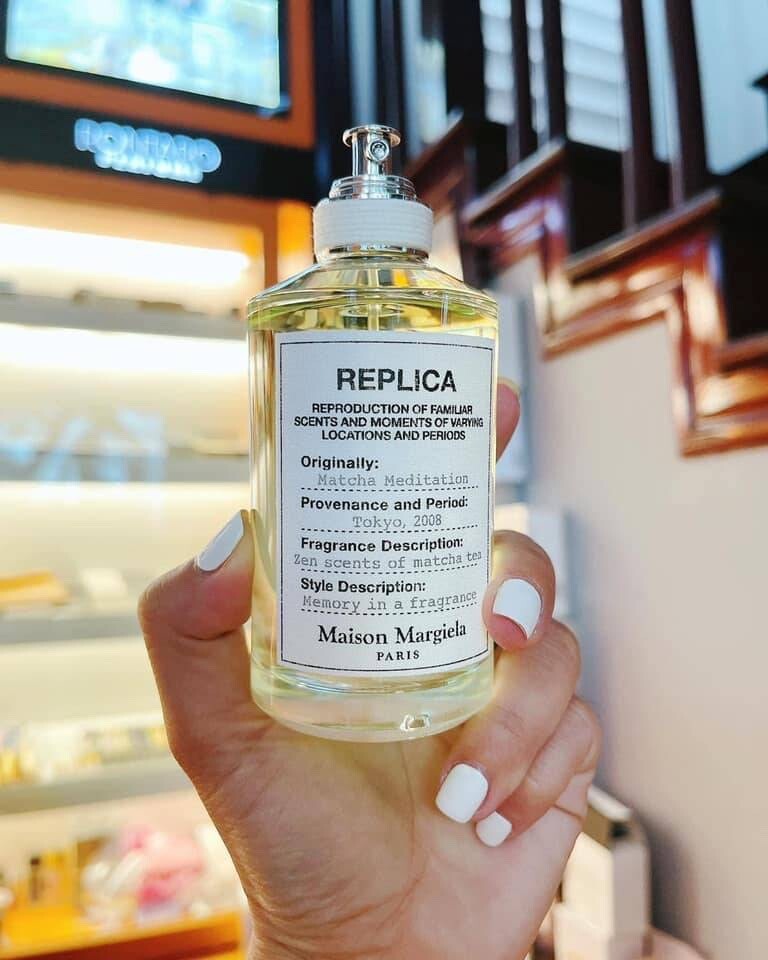 REPLICA
REPRODUCTION OF FAMILIAR
SCENTS AND MOMENTS OF VARYING
LOCATIONS AND PERIODS
Originally:
Matcha Meditation
Provenance and Period:
Tokyo, 2008
Fragrance Description:
Zen scents of matcha tea
Style Description:
Memory in a fragrance
Maison Margiela
PARIS